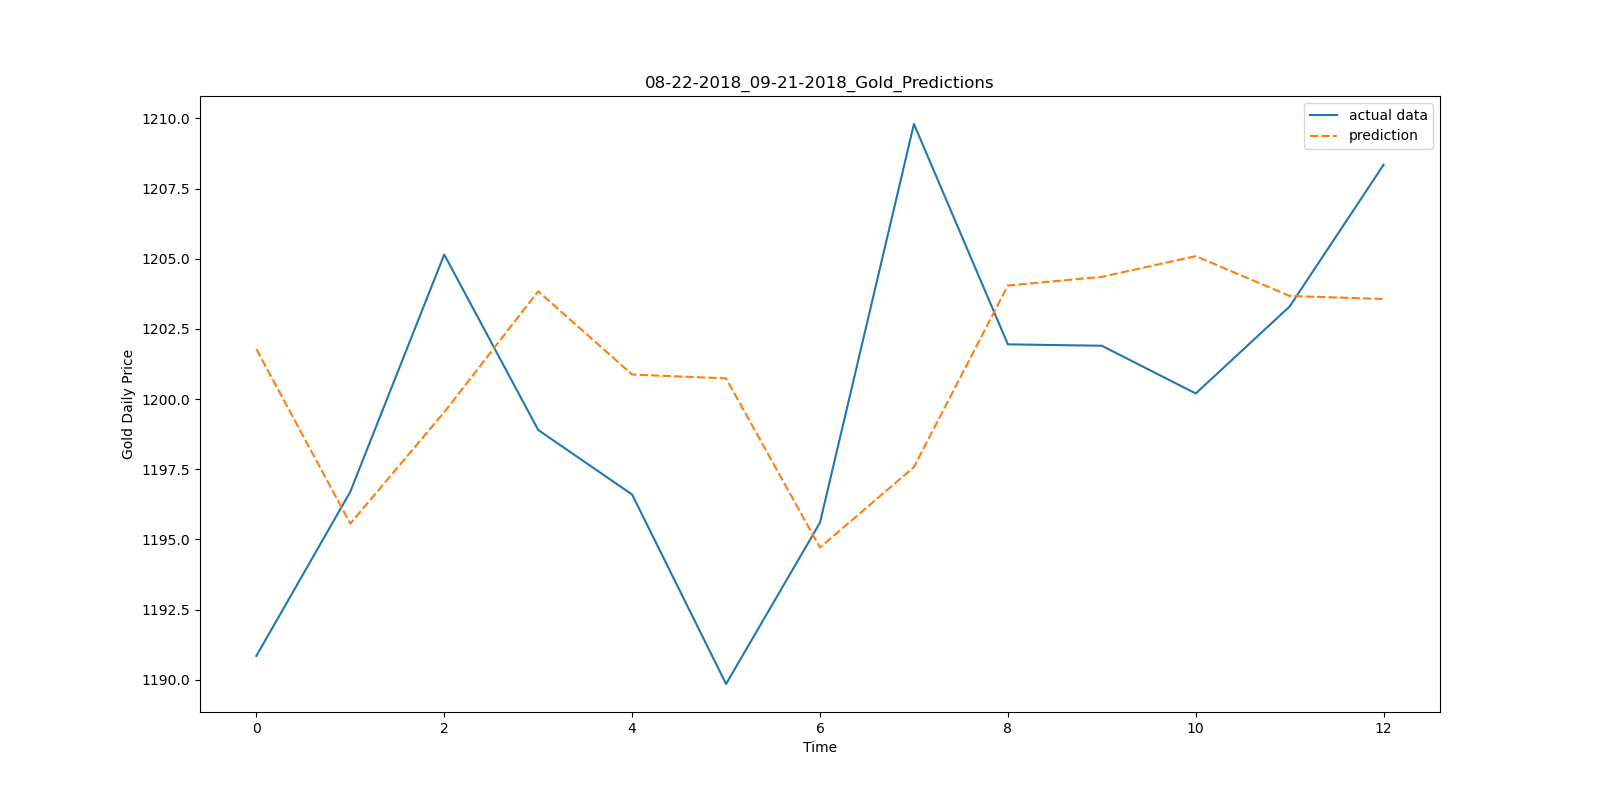 08-22-2018_09-21-2018_Gold_Predictions
actual data
prediction
1210.0
1207.5
1205.0
1202.5
1200.0
1197.5
1195.0
1192.5
1190.0
Gold Daily Price
0 2 4 6 8 10 12
Time